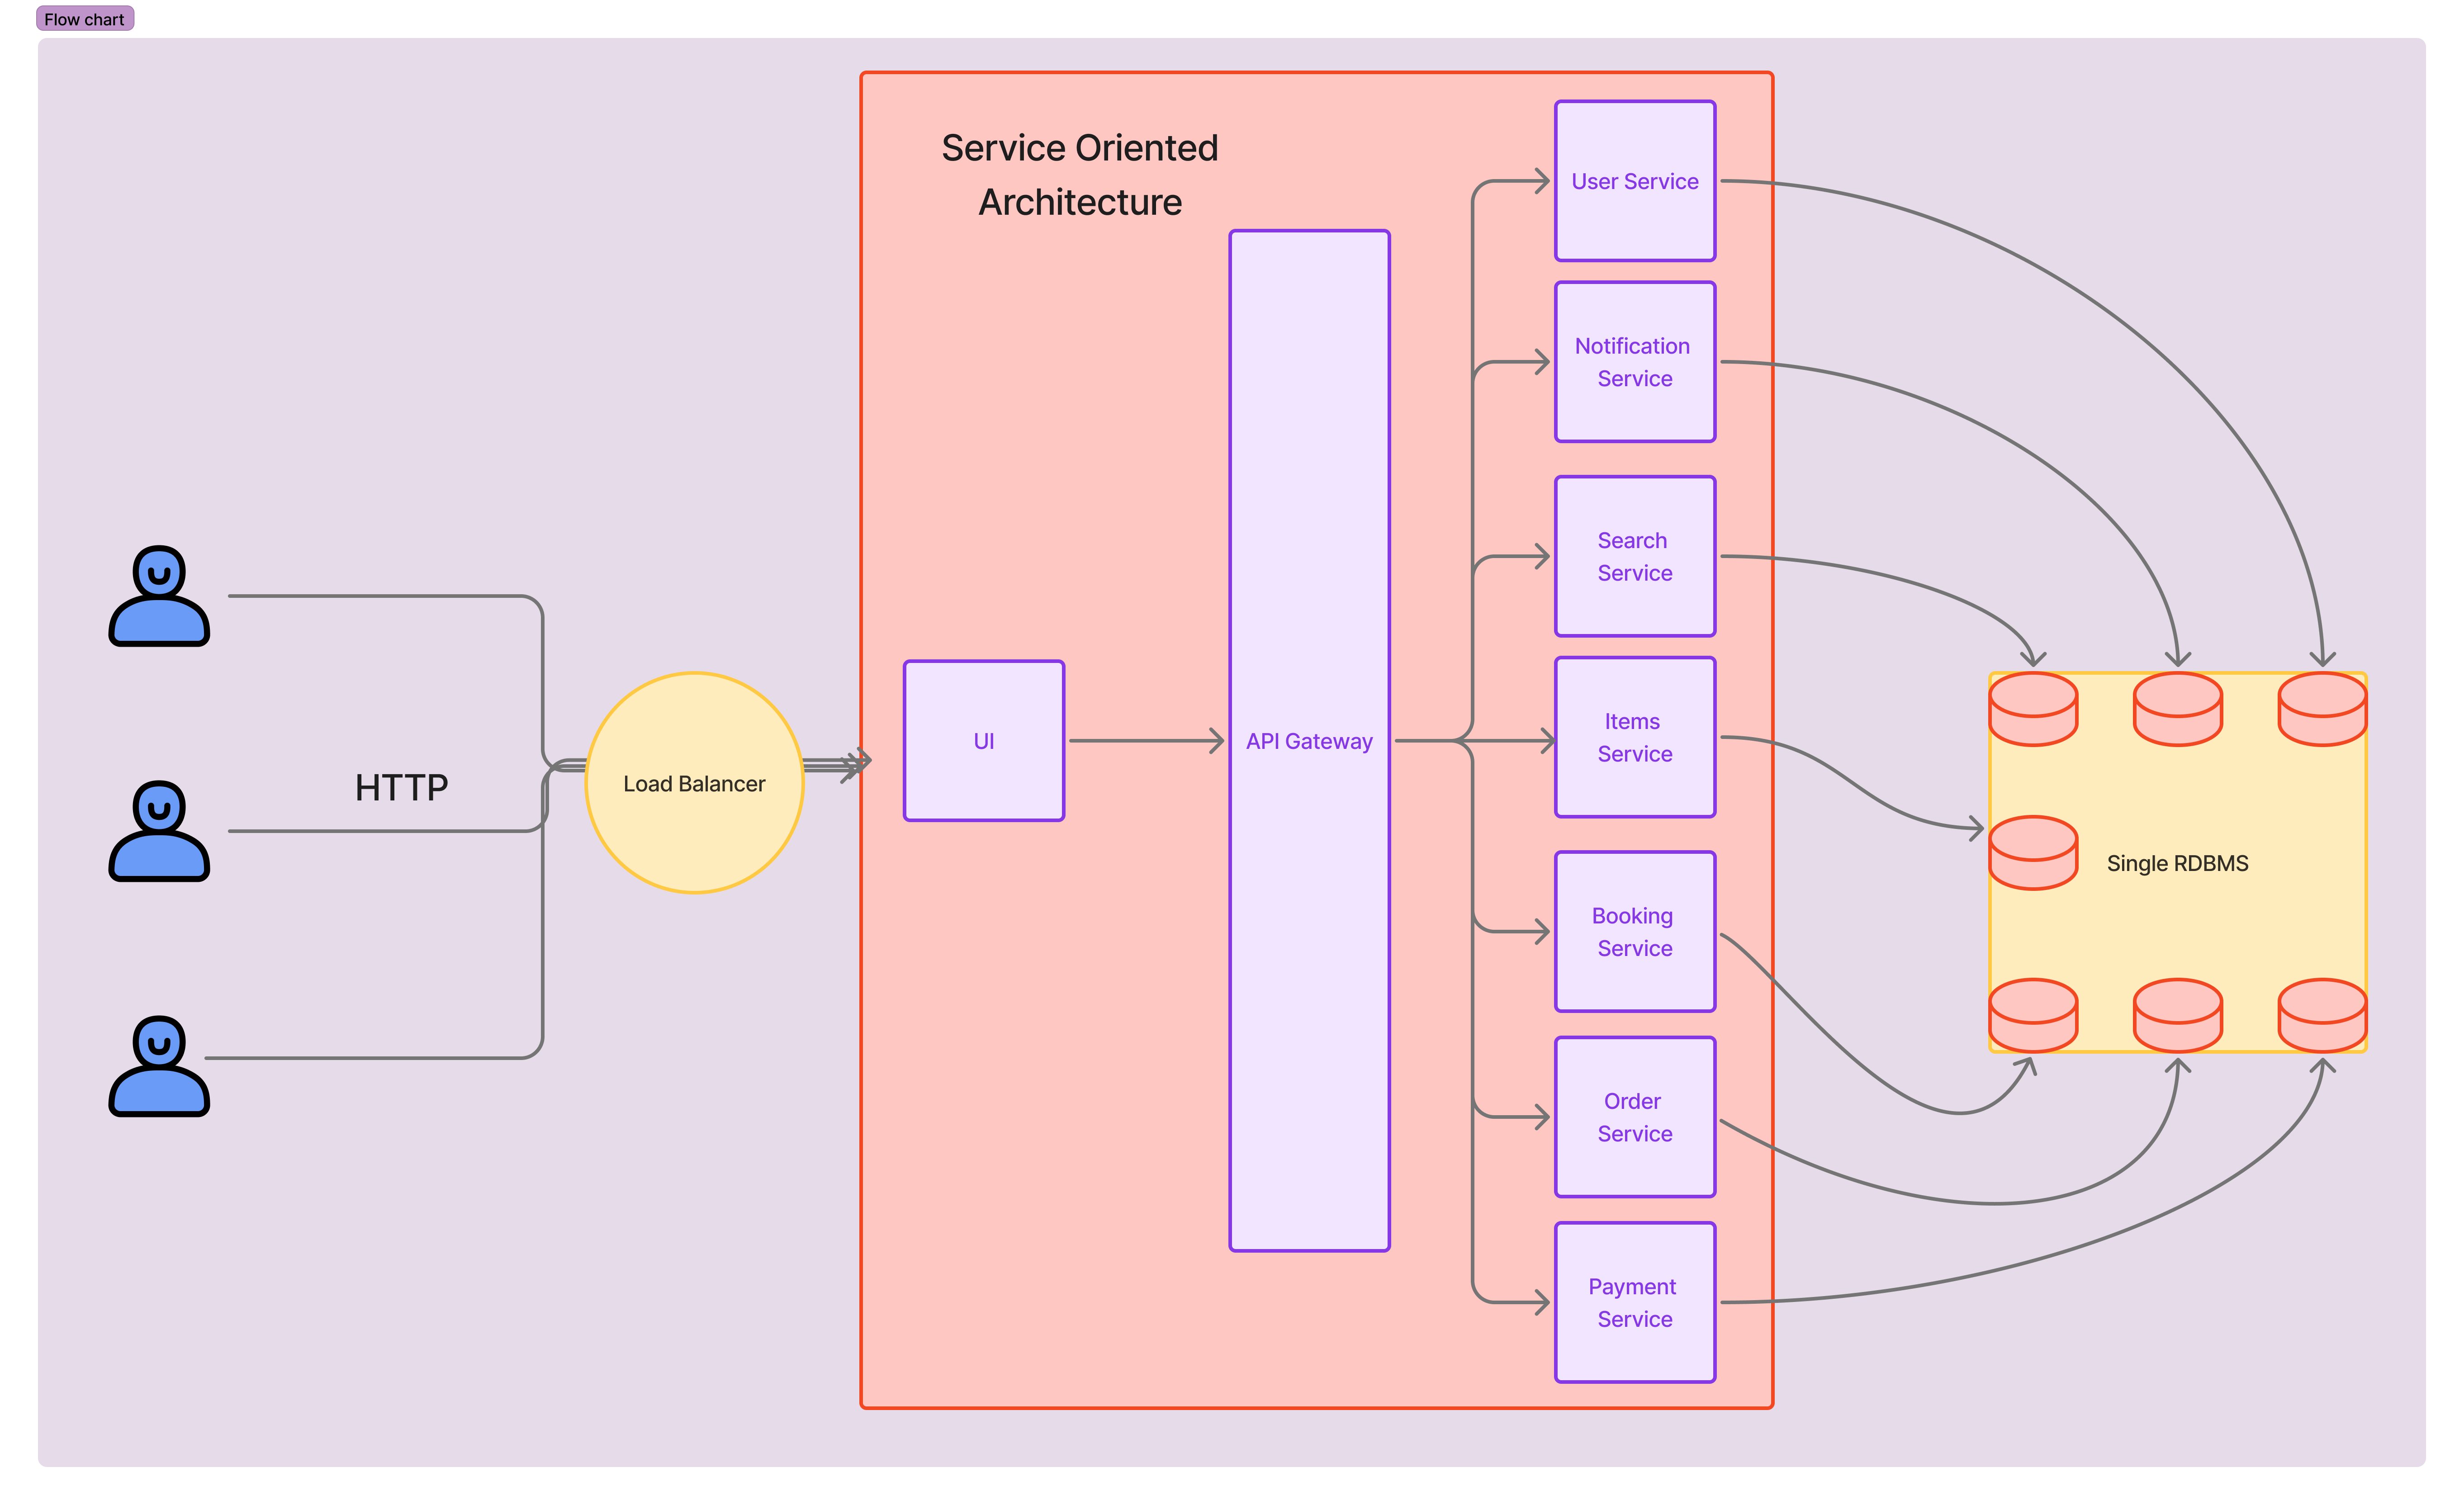 Flow chart
Service Oriented
Architecture
HTTP
Load Balancer
UI
API Gateway
User Service
Notification
Service
Search
Service
Items
Service
Booking
Service
Order
Service
Payment
Service
Single RDBMS